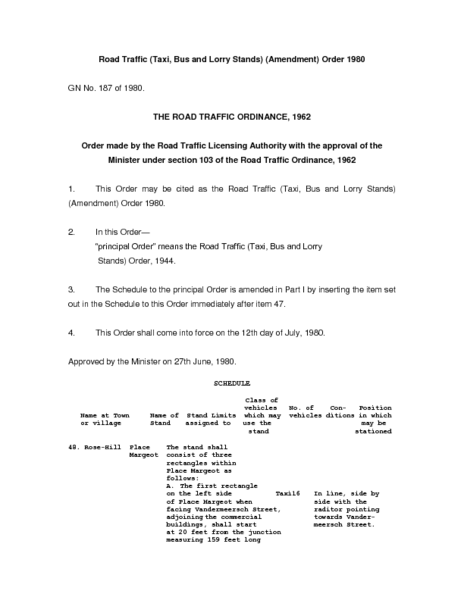 Road Traffic (Taxi, Bus and Lorry Stands) (Amendment) Order 1980
GN No. 187 of 1980.
THE ROAD TRAFFIC ORDINANCE, 1962
Order made by the Road Traffic Licensing Authority with the approval of the
Minister under section 103 of the Road Traffic Ordinance, 1962
1. This Order may be cited as the Road Traffic (Taxi, Bus and Lorry Stands)
(Amendment) Order 1980.
2. In this Order—
"principal Order" means the Road Traffic (Taxi, Bus and Lorry
Stands) Order, 1944.
3. The Schedule to the principal Order is amended in Part I by inserting the item set
out in the Schedule to this Order immediately after item 47.
4. This Order shall come into force on the 12th day of July, 1980.
Approved by the Minister on 27th June, 1980.
SCHEDULE
Class of
vehicles No. of Con- Position
Name at Town Name of Stand Limits which may vehicles ditions in which
or village Stand assigned to use the may be
stand stationed
48. Rose-Hill Place The stand shall
Margeot consist of three
rectangles within
Place Margeot as
follows:
A. The first rectangle
on the left side Taxi16 In line, side by
of Place Margeot when side with the
facing Vandermeersch Street, raditor pointing
adjoining the commercial towards Vander-
buildings, shall start meersch Street.
at 20 feet from the junction
measuring 159 feet long